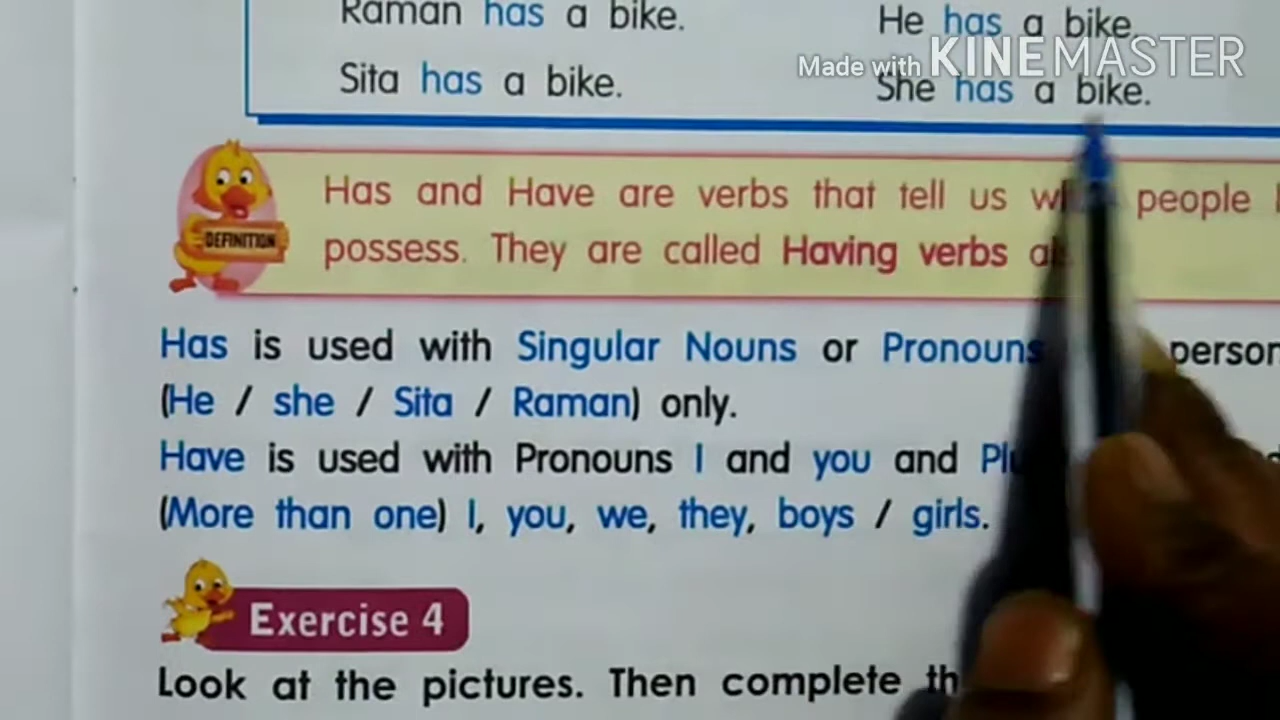 Raman has a bike. He has a bike.
Made with KINEMASTER
Sita has a bike. She has a bike.
Has and Have are verbs that tell us people
DEFINITION
possess. They are called Having verbs
Has is used with Singular Nouns or Pronouns person
(He / she / Sita / Raman) only.
Have is used with Pronouns I and you and
(More than one) I, you, we, they, boys / girls.
Exercise 4
Look at the pictures. Then complete